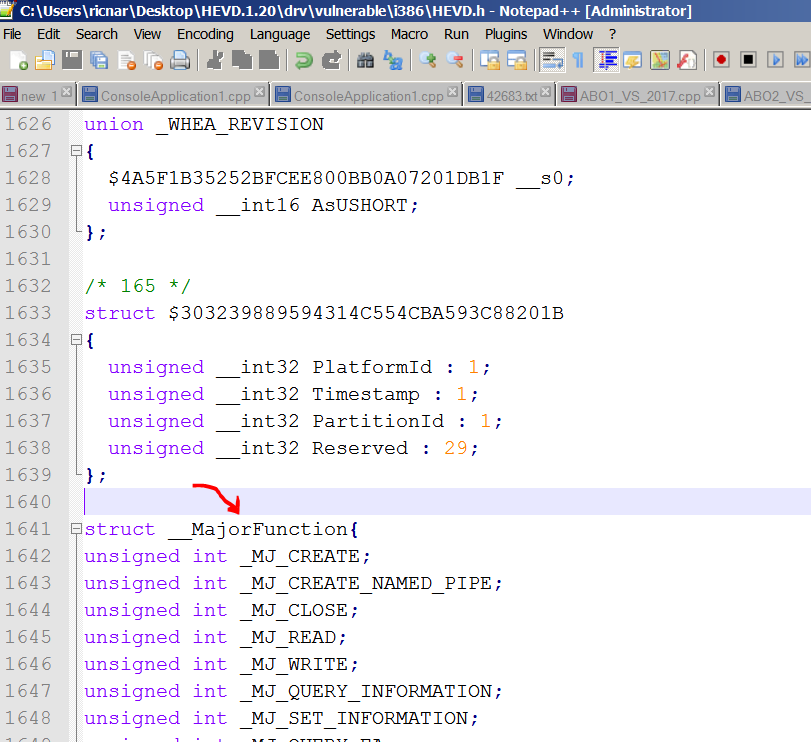 C:\Users\ricnar\Desktop\HEVD.1.20\drv\vulnerable\i386\HEVD.h - Notepad++ [Administrator]
File Edit Search View Encoding Language Settings Macro Run Plugins Window ?
new 1 ConsoleApplication1.cpp ConsoleApplication1.cpp 42683.txt ABO1_VS_2017.cpp ABO2_VS_
1626 union _WHEA_REVISION
1627 {
1628 $4A5F1B35252BFCEE800BB0A07201DB1F __s0;
1629 unsigned __int16 AsUSHORT;
1630 };
1631
1632 /* 165 */
1633 struct $303239889594314C554CBA593C88201B
1634 {
1635 unsigned __int32 PlatformId : 1;
1636 unsigned __int32 Timestamp : 1;
1637 unsigned __int32 PartitionId : 1;
1638 unsigned __int32 Reserved : 29;
1639 };
1640
1641 struct __MajorFunction{
1642 unsigned int _MJ_CREATE;
1643 unsigned int _MJ_CREATE_NAMED_PIPE;
1644 unsigned int _MJ_CLOSE;
1645 unsigned int _MJ_READ;
1646 unsigned int _MJ_WRITE;
1647 unsigned int _MJ_QUERY_INFORMATION;
1648 unsigned int _MJ_SET_INFORMATION;